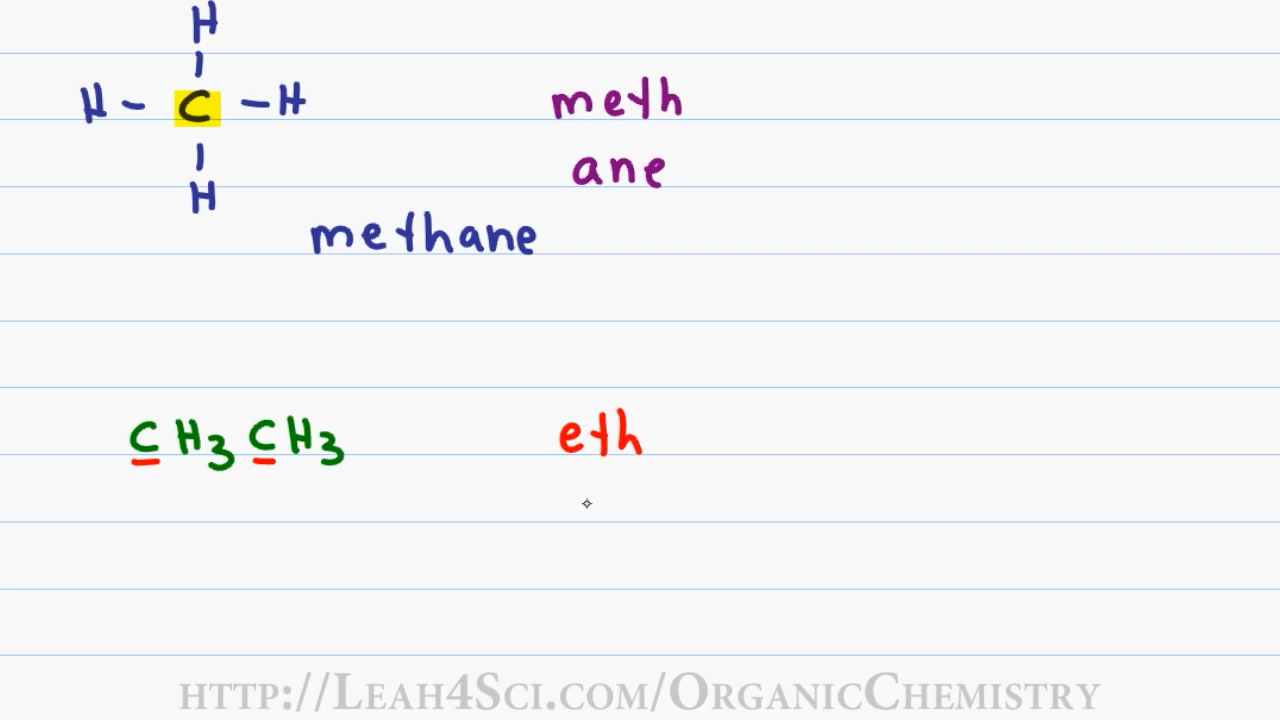 H
H - C - H
H
meth
ane
methane
CH3CH3
eth
http://Leah4Sci.com/OrganicChemistry